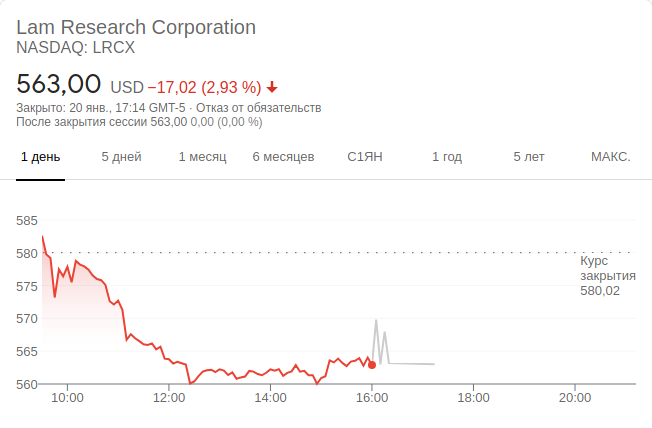 Lam Research Corporation
NASDAQ: LRCX
563,00 USD −17,02 (2,93 %)
Закрыто: 20 янв., 17:14 GMT-5 · Отказ от обязательств
После закрытия сессии 563,00 0,00 (0,00 %)
1 день 5 дней 1 месяц 6 месяцев С1ЯН 1 год 5 лет МАКС.
585
580
575
570
565
560
Курс
закрытия
580,02
10:00 12:00 14:00 16:00 18:00 20:00